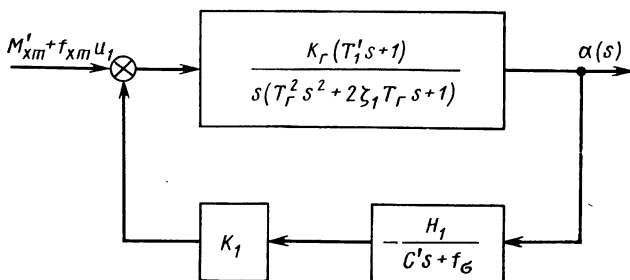 M'xm+fxm u1
Kг(T'1s+1)
s(Tг²s²+2ζ1Tгs+1)
α(s)
K1
-H1
C's+fσ